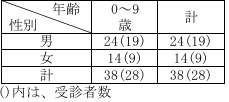 年齢
性別
0～9
歳
計
男 24(19) 24(19)
女 14(9) 14(9)
計 38(28) 38(28)
()内は、受診者数